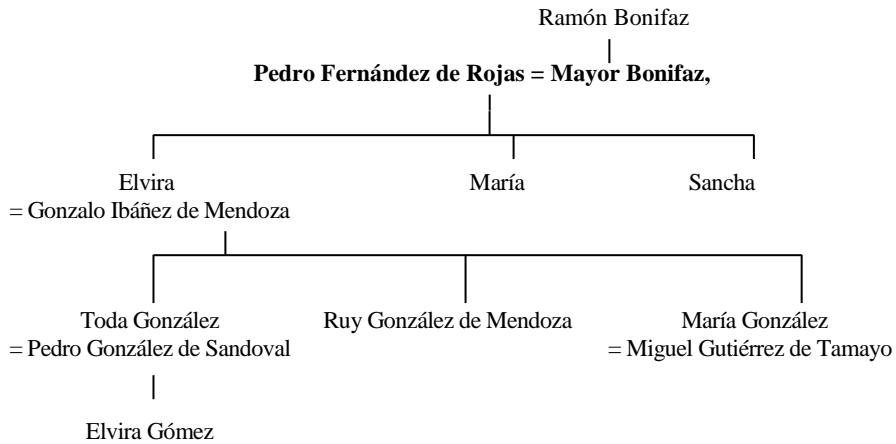 Ramón Bonifaz
Pedro Fernández de Rojas = Mayor Bonifaz,
Elvira María Sancha
= Gonzalo Ibáñez de Mendoza
Toda González Ruy González de Mendoza María González
= Pedro González de Sandoval = Miguel Gutiérrez de Tamayo
Elvira Gómez